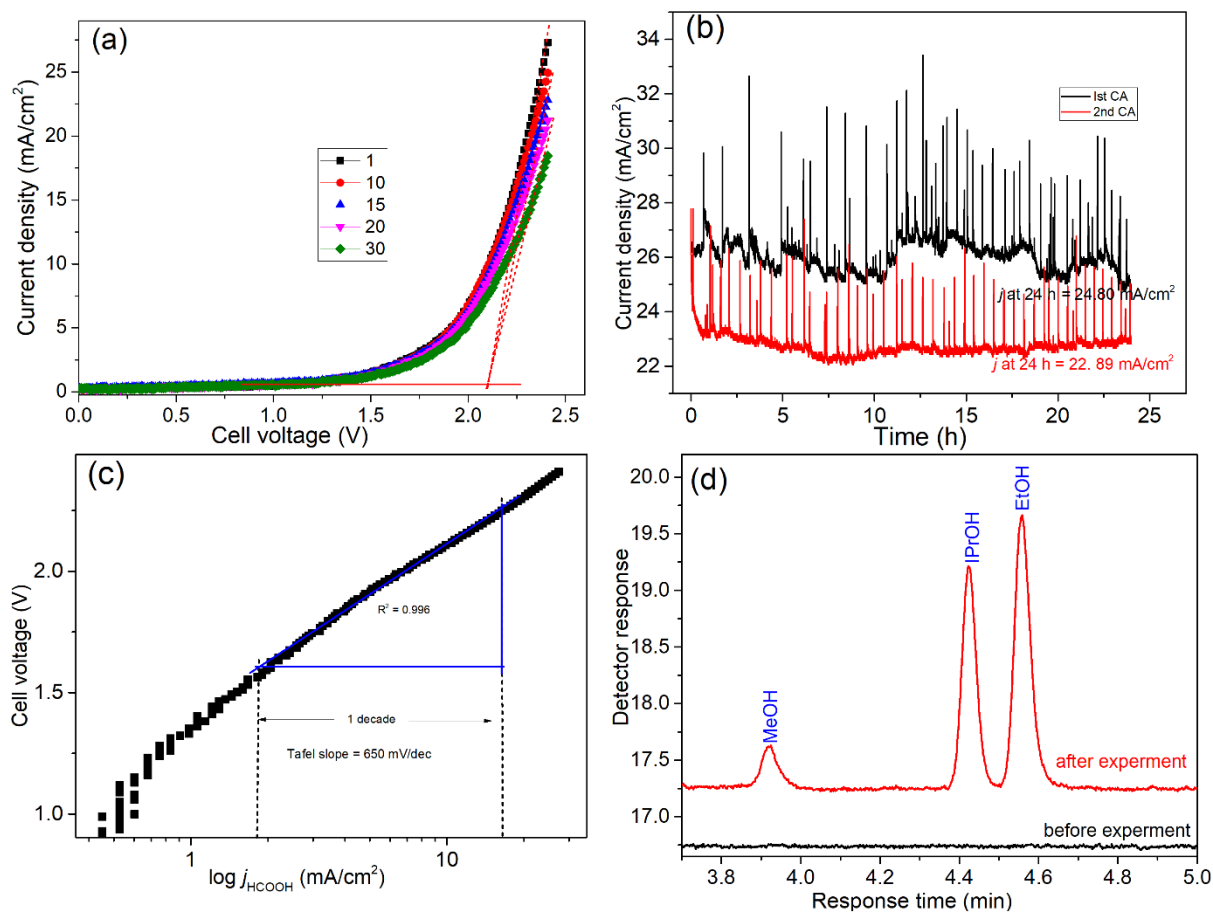 (a)
25
20
15
10
5
0
Current density (mA/cm²)
1
10
15
20
30
0.0 0.5 1.0 1.5 2.0 2.5
Cell voltage (V)
(b)
34
32
30
28
26
24
22
Current density (mA/cm²)
Ist CA
2nd CA
j at 24 h = 24.80 mA/cm²
j at 24 h = 22. 89 mA/cm²
0 5 10 15 20 25
Time (h)
(c)
2.0
1.5
1.0
Cell voltage (V)
R² = 0.996
1 decade
Tafel slope = 650 mV/dec
1 10
log jHCOOH (mA/cm²)
(d)
20.0
19.5
19.0
18.5
18.0
17.5
17.0
Detector response
MeOH
IPrOH
EtOH
after experment
before experment
3.8 4.0 4.2 4.4 4.6 4.8 5.0
Response time (min)